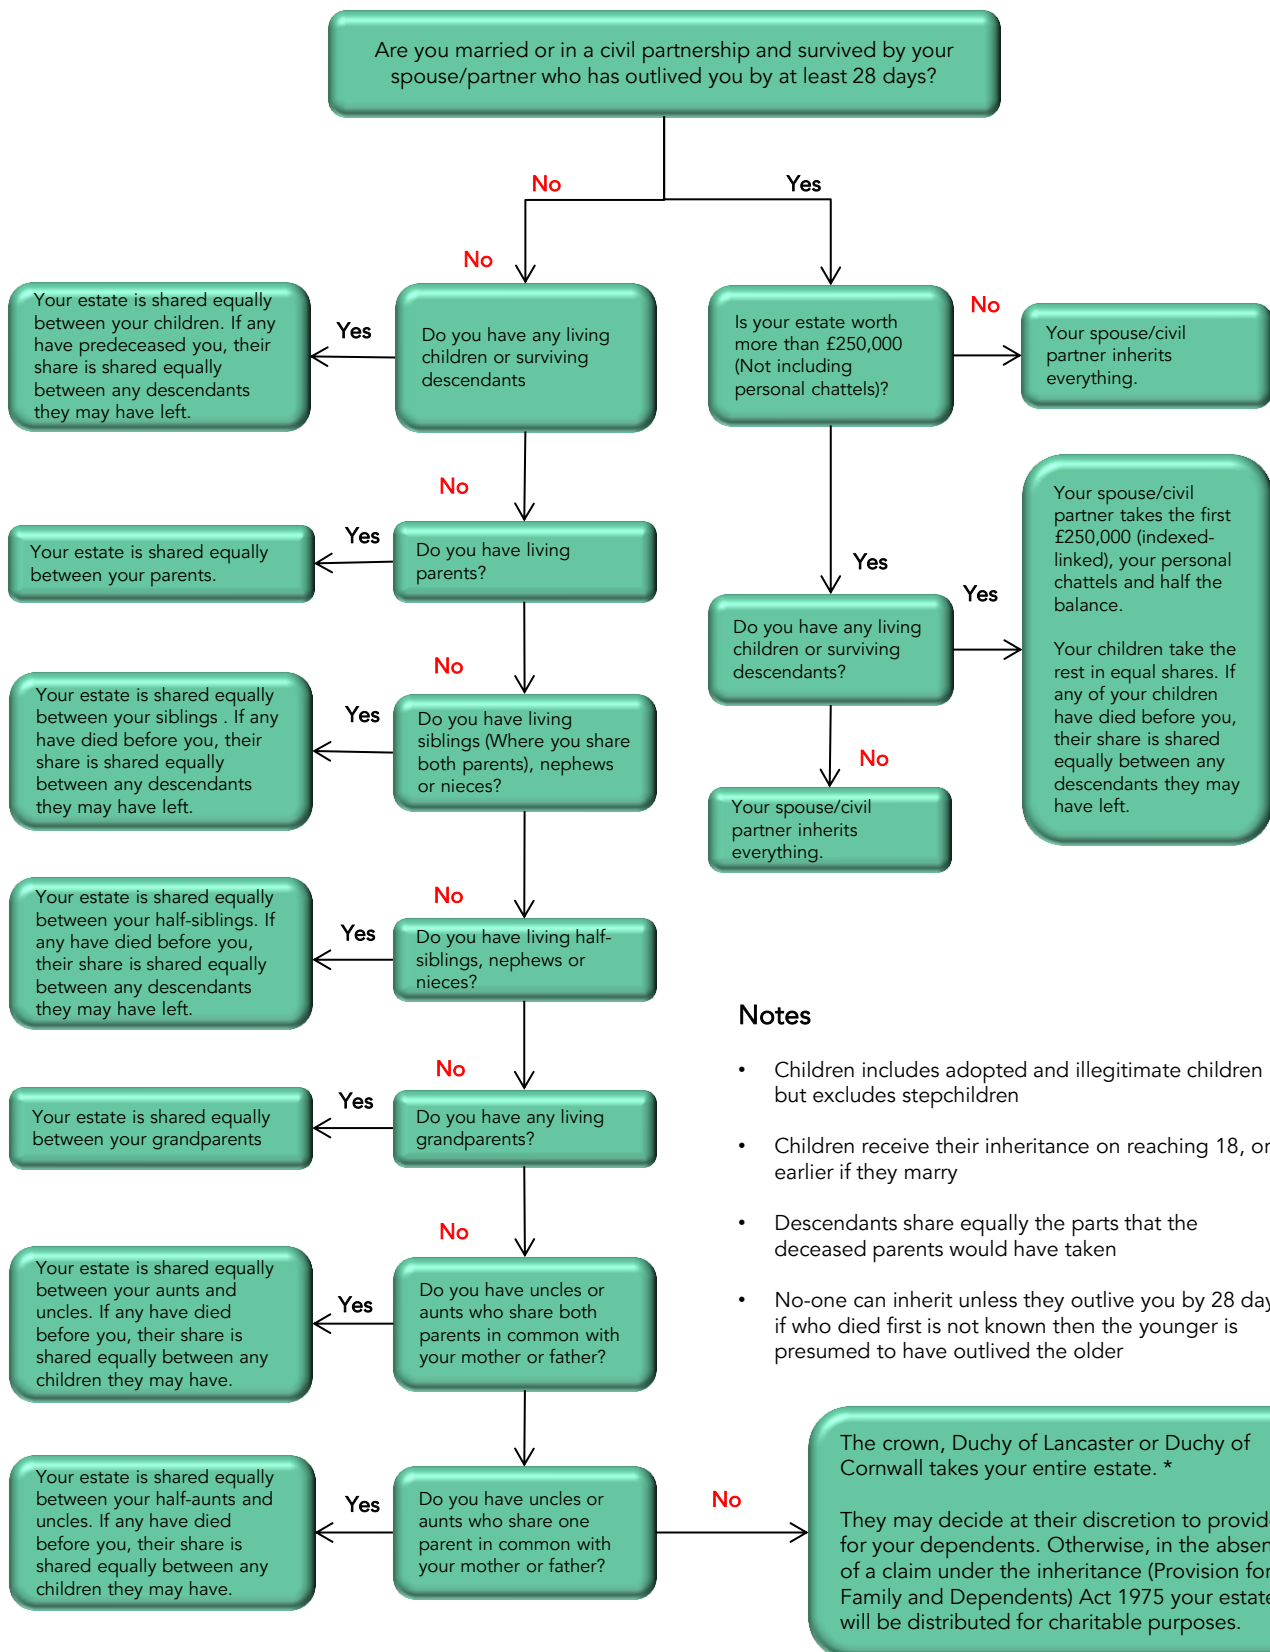 Are you married or in a civil partnership and survived by your
spouse/partner who has outlived you by at least 28 days?
No
Yes
No
Your estate is shared equally
between your children. If any
have predeceased you, their
share is shared equally
between any descendants
they may have left.
Yes
Do you have any living
children or surviving
descendants
Is your estate worth
more than £250,000
(Not including
personal chattels)?
No
Your spouse/civil
partner inherits
everything.
No
Your estate is shared equally
between your parents.
Yes
Do you have living
parents?
Yes
Do you have any living
children or surviving
descendants?
Yes
Your spouse/civil
partner takes the first
£250,000 (indexed-
linked), your personal
chattels and half the
balance.
Your children take the
rest in equal shares. If
any of your children
have died before you,
their share is shared
equally between any
descendants they may
have left.
No
Your estate is shared equally
between your siblings . If any
have died before you, their
share is shared equally
between any descendants
they may have left.
Yes
Do you have living
siblings (Where you share
both parents), nephews
or nieces?
No
Your spouse/civil
partner inherits
everything.
No
Your estate is shared equally
between your half-siblings. If
any have died before you,
their share is shared equally
between any descendants
they may have left.
Yes
Do you have living half-
siblings, nephews or
nieces?
No
Your estate is shared equally
between your grandparents
Yes
Do you have any living
grandparents?
Notes
• Children includes adopted and illegitimate children
but excludes stepchildren
• Children receive their inheritance on reaching 18, or
earlier if they marry
• Descendants share equally the parts that the
deceased parents would have taken
• No-one can inherit unless they outlive you by 28 day
if who died first is not known then the younger is
presumed to have outlived the older
No
Your estate is shared equally
between your aunts and
uncles. If any have died
before you, their share is
shared equally between any
children they may have.
Yes
Do you have uncles or
aunts who share both
parents in common with
your mother or father?
Your estate is shared equally
between your half-aunts and
uncles. If any have died
before you, their share is
shared equally between any
children they may have.
Yes
Do you have uncles or
aunts who share one
parent in common with
your mother or father?
No
The crown, Duchy of Lancaster or Duchy of
Cornwall takes your entire estate. *
They may decide at their discretion to provide
for your dependents. Otherwise, in the absen
of a claim under the inheritance (Provision for
Family and Dependents) Act 1975 your estate
will be distributed for charitable purposes.